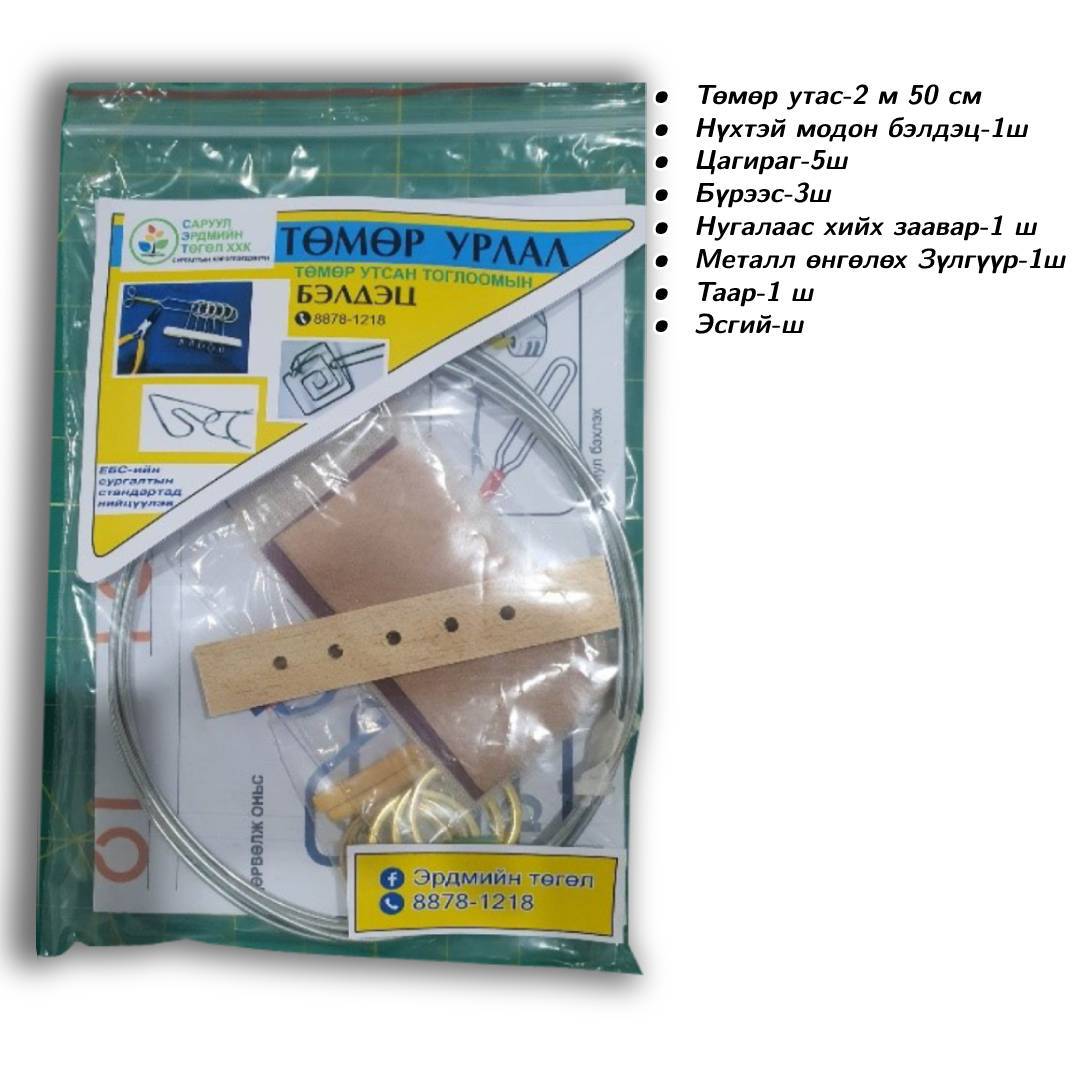 САРУУЛ
ЭРДМИЙН
ТӨГӨЛ ХХК
ТӨМӨР УРЛАЛ
ТӨМӨР УТСАН ТОГЛООМЫН
БЭЛДЭЦ
8878-1218
ЕБС-ийн
сургалтын
стандартад
нийцүүлэв
ӨРВӨЛЖ ОНЬС
Эрдмийн төгөл
8878-1218
• Төмөр утас-2 м 50 см
• Нүхтэй модон бэлдэц-1ш
• Цагираг-5ш
• Бүрээс-3ш
• Нугалаас хийх заавар-1 ш
• Металл өнгөлөх Зүлгүүр-1ш
• Таар-1 ш
• Эсгий-ш